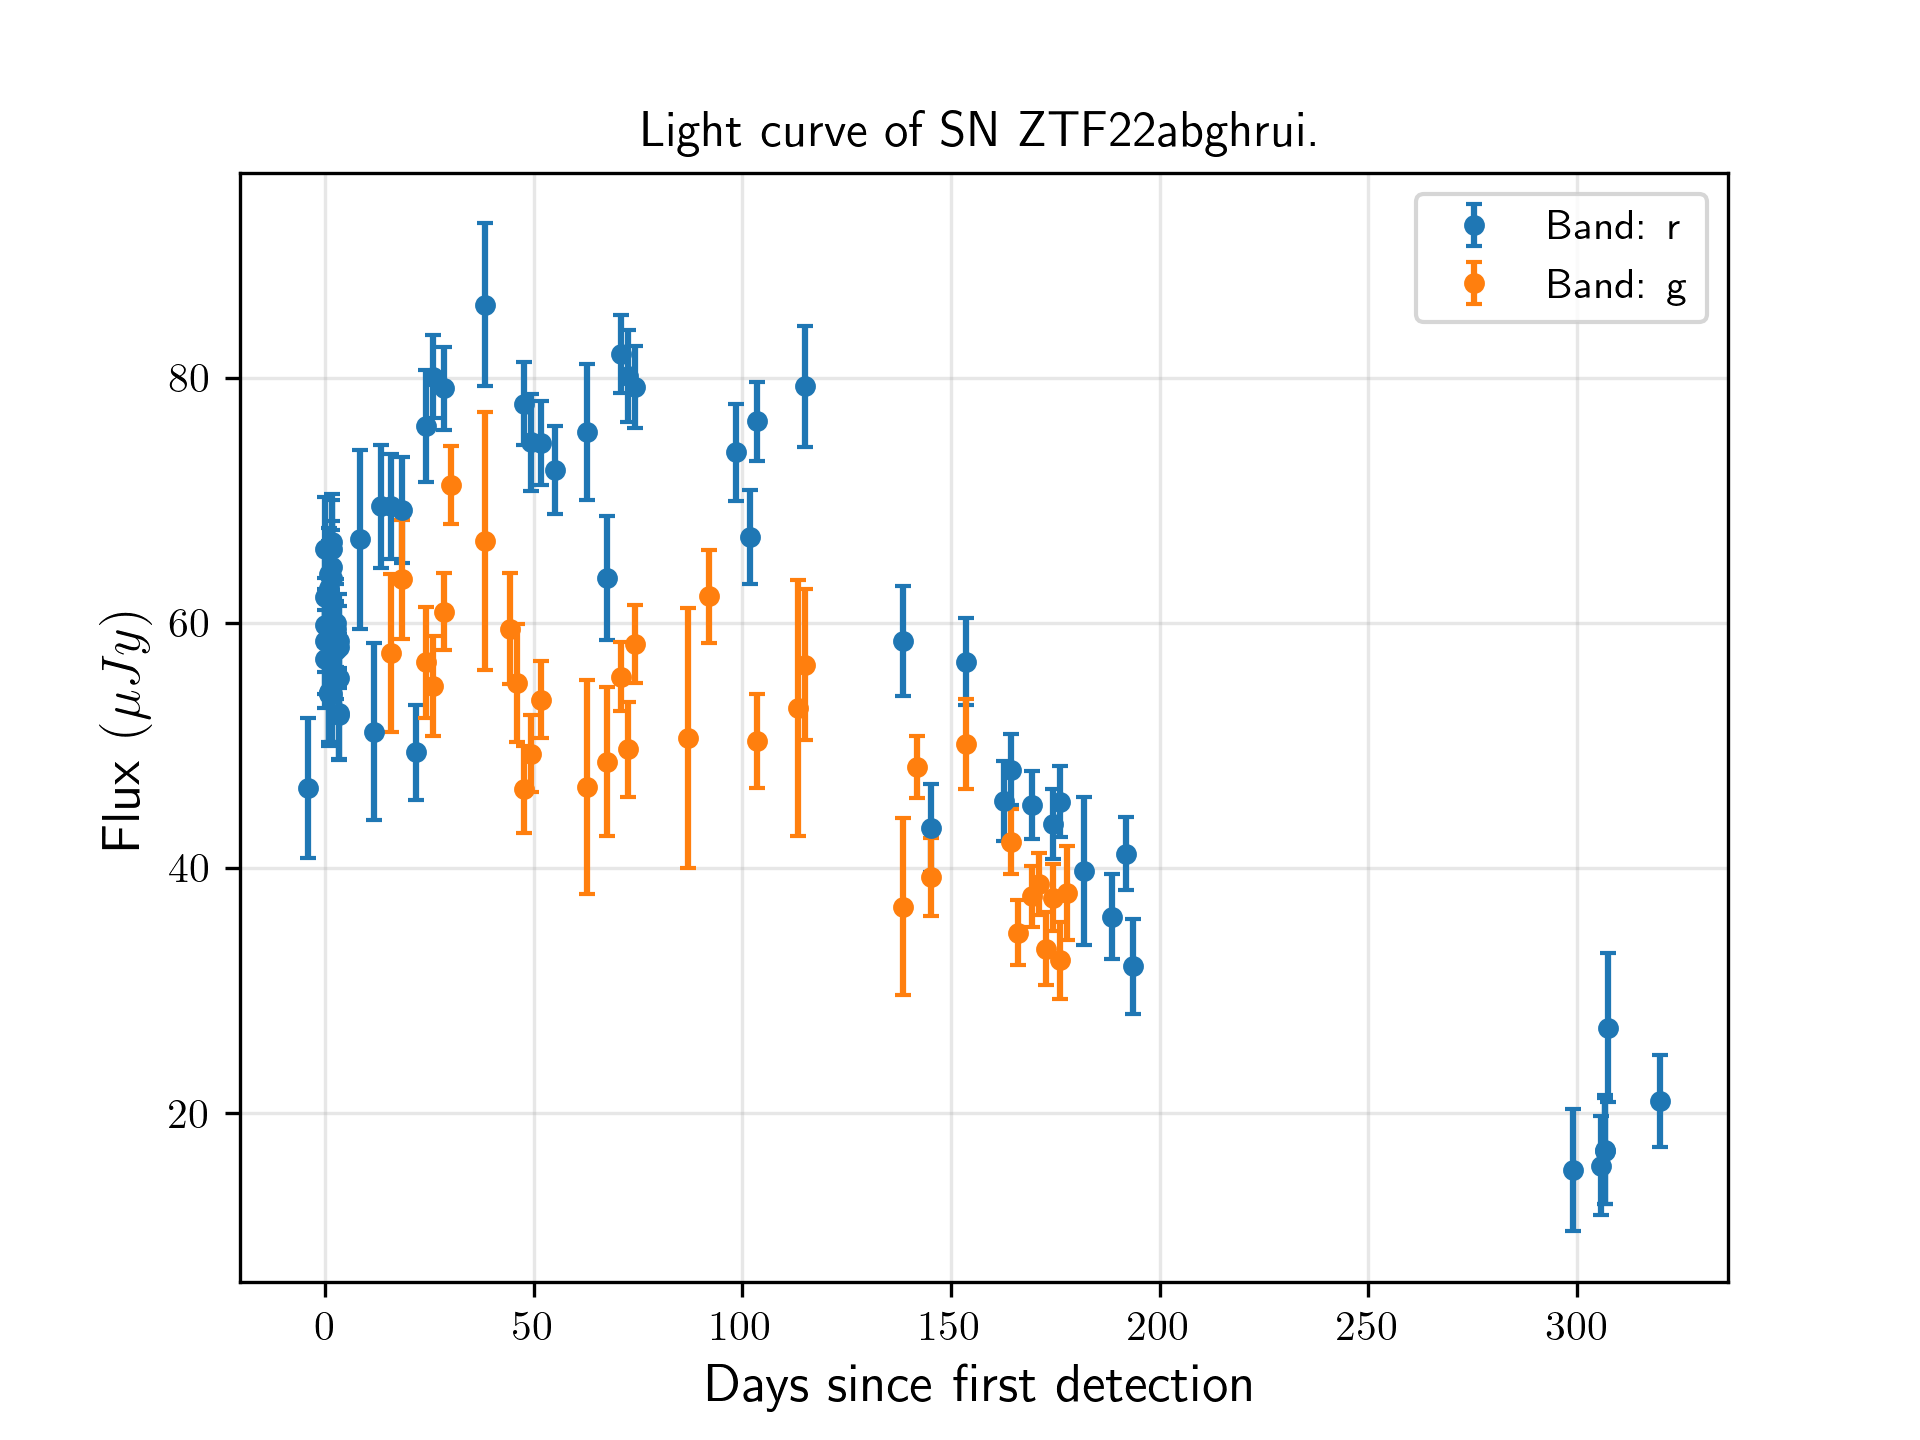 Light curve of SN ZTF22abghrui.
Band: r
Band: g
Flux (μJy)
80
60
40
20
0 50 100 150 200 250 300
Days since first detection